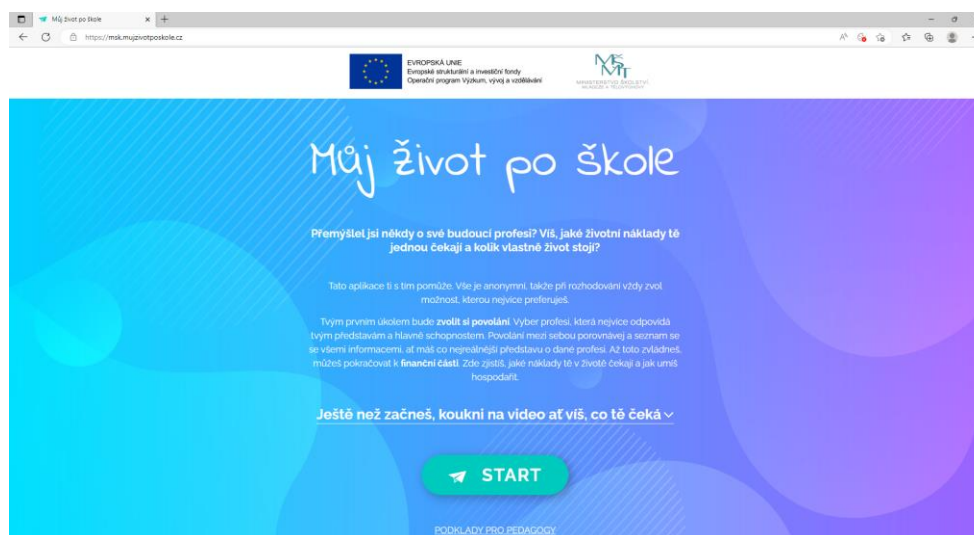 Můj život po škole
https://msk.mujzivotposkole.cz
EVROPSKÁ UNIE
Evropské strukturální a investiční fondy
Operační program Výzkum, vývoj a vzdělávání
MINISTERSTVO ŠKOLSTVÍ,
MLÁDEŽE A TĚLOVÝCHOVY
Můj život po škole
Přemýšlel jsi někdy o své budoucí profesi? Víš, jaké životní náklady tě
jednou čekají a kolik vlastně život stojí?
Tato aplikace ti s tím pomůže. Vše je anonymní, takže při rozhodování vždy zvol
možnost, kterou nejvíce preferuješ.
Tvým prvním úkolem bude zvolit si povolání. Vyber profesi, která nejvíce odpovídá
tvým představám a hlavně schopnostem. Povolání mezi sebou porovnávej a seznam se
se všemi informacemi, ať máš co nejreálnější představu o dané profesi. Až toto zvládneš,
můžeš pokračovat k finanční části. Zde zjistíš, jaké náklady tě v životě čekají a jak umíš
hospodařit.
Ještě než začneš, koukni na video ať víš, co tě čeká
START
PODKLADY PRO PEDAGOGY